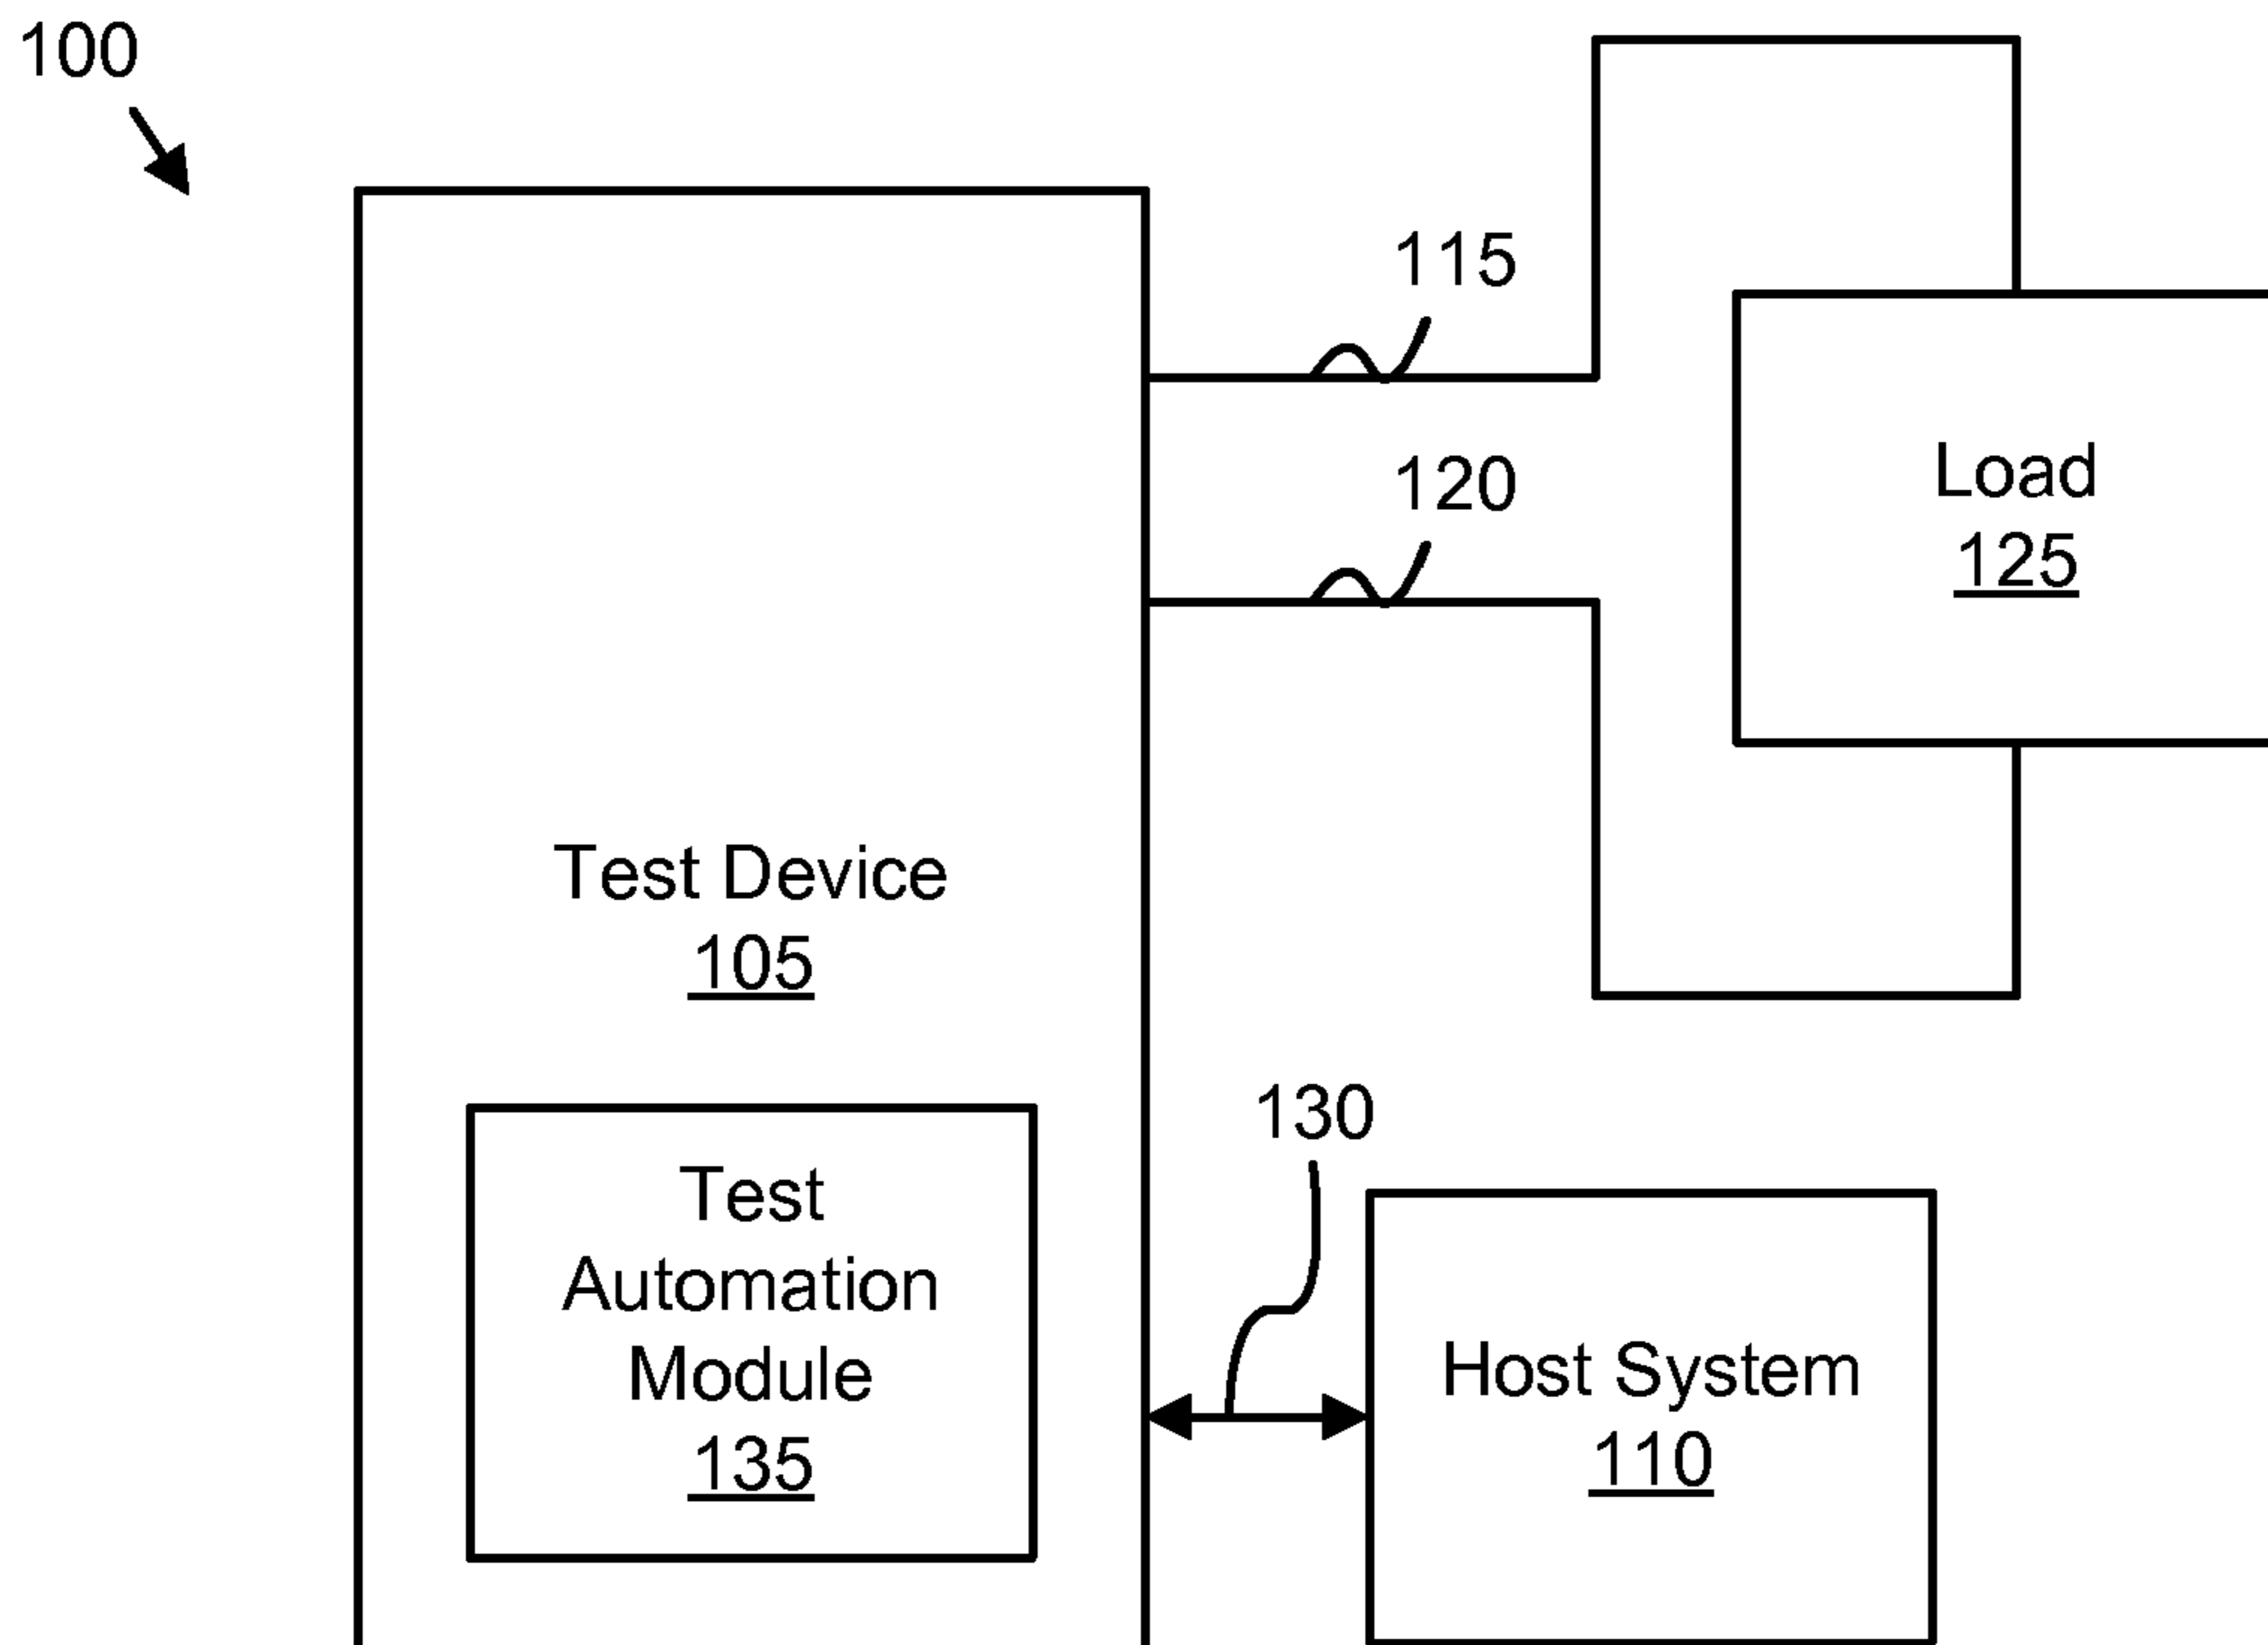 100
115
120
Load
125
Test Device
105
130
Test
Automation
Module
135
Host System
110